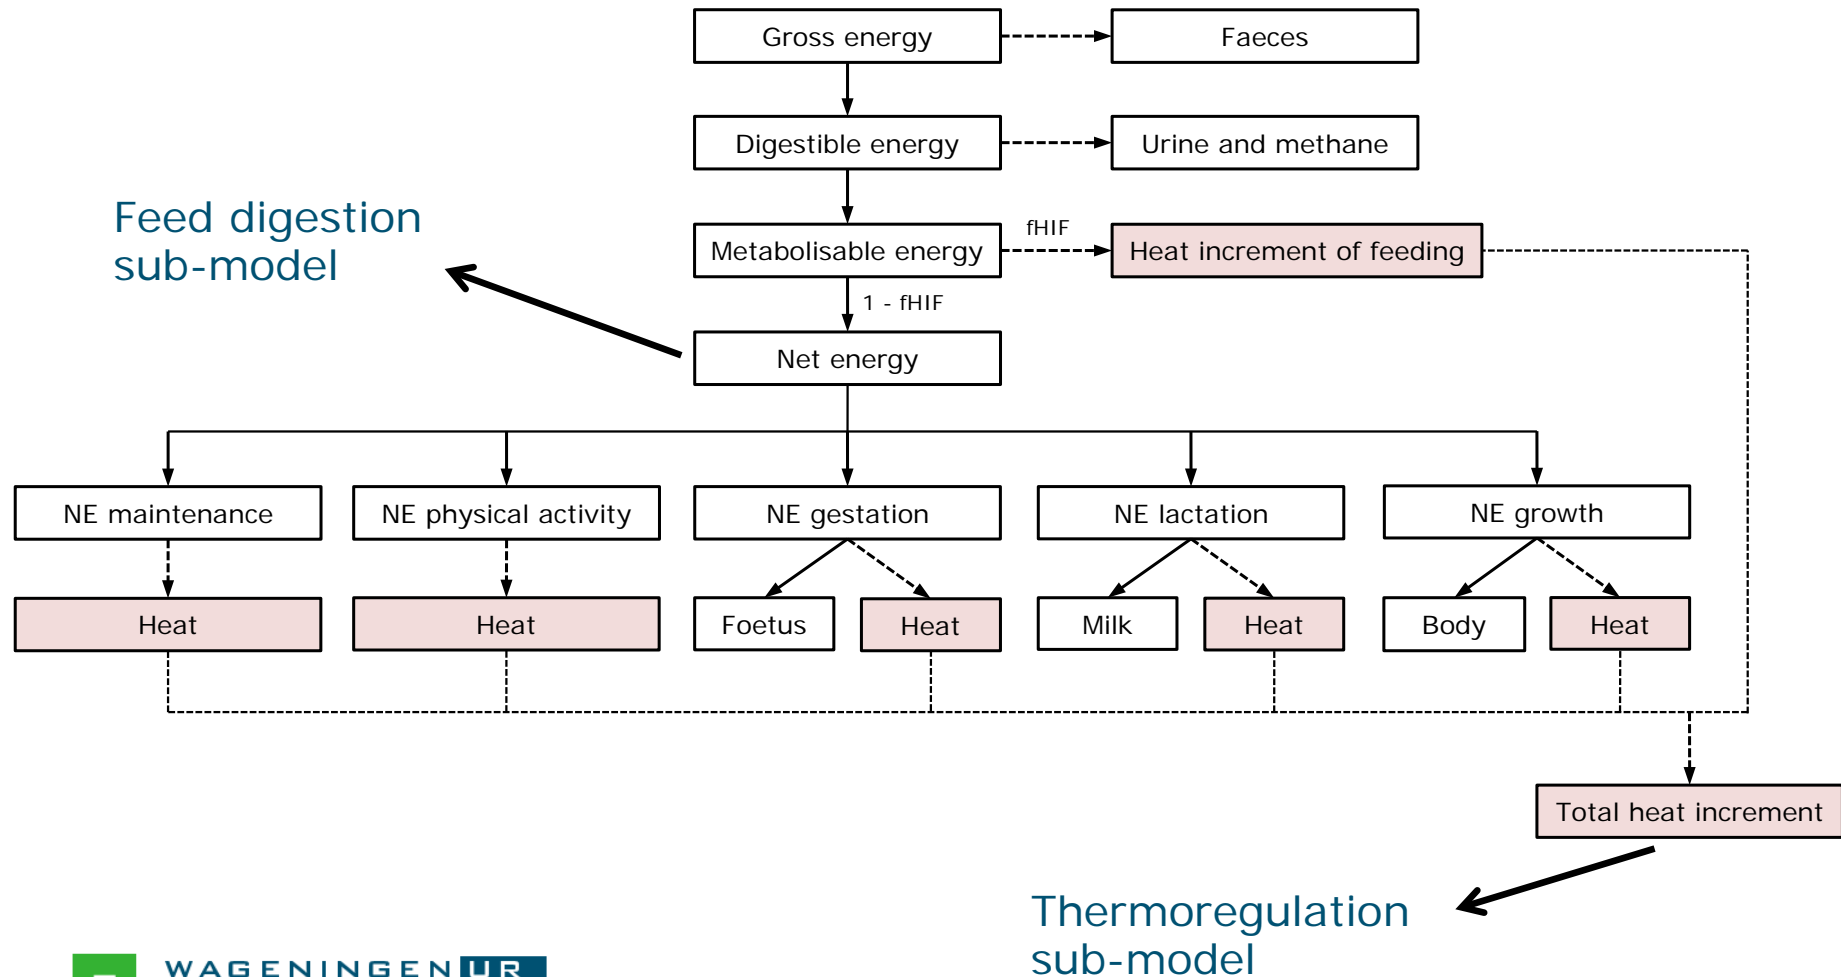 Gross energy
Faeces
Digestible energy
Urine and methane
Feed digestion
sub-model
Metabolisable energy
fHIF
Heat increment of feeding
1 - fHIF
Net energy
NE maintenance
NE physical activity
NE gestation
NE lactation
NE growth
Heat
Heat
Foetus
Heat
Milk
Heat
Body
Heat
Total heat increment
Thermoregulation
sub-model
WAGENINGEN UR